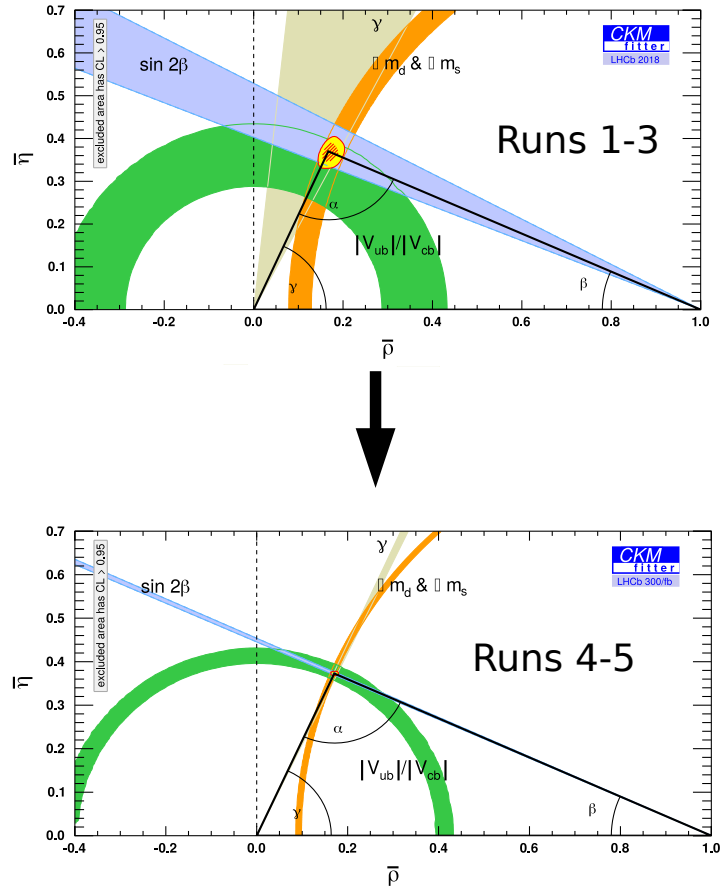 0.7
0.6
0.5
0.4
0.3
0.2
0.1
0.0
η̅
excluded area has CL > 0.95
sin 2β
γ
▯ m_d & ▯ m_s
CKM
fitter
LHCb 2018
Runs 1-3
α
|V_ub|/|V_cb|
γ
β
-0.4 -0.2 0.0 0.2 0.4 0.6 0.8 1.0
ρ̅
0.7
0.6
0.5
0.4
0.3
0.2
0.1
0.0
η̅
excluded area has CL > 0.95
sin 2β
γ
▯ m_d & ▯ m_s
CKM
fitter
LHCb 300/fb
Runs 4-5
α
|V_ub|/|V_cb|
γ
β
-0.4 -0.2 0.0 0.2 0.4 0.6 0.8 1.0
ρ̅